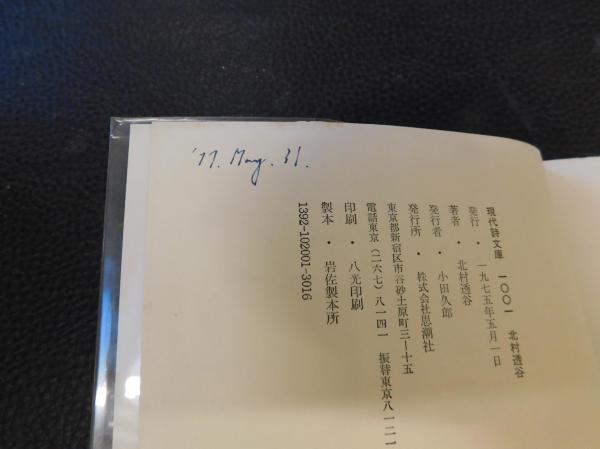 '77. May. 31.
現代詩文庫 一〇〇一 北村透谷
発行・一九七五年五月一日
著者・北村透谷
発行者・小田久郎
発行所・株式会社思潮社
東京都新宿区市谷砂土原町三—十五
電話東京(二六七)八一四一 振替東京八一二一
印刷・八光印刷
製本・岩佐製本所
1392-102001-3016